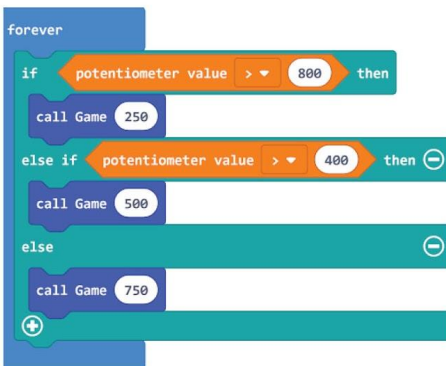 forever
if potentiometer value > 800 then
call Game 250
else if potentiometer value > 400 then
call Game 500
else
call Game 750